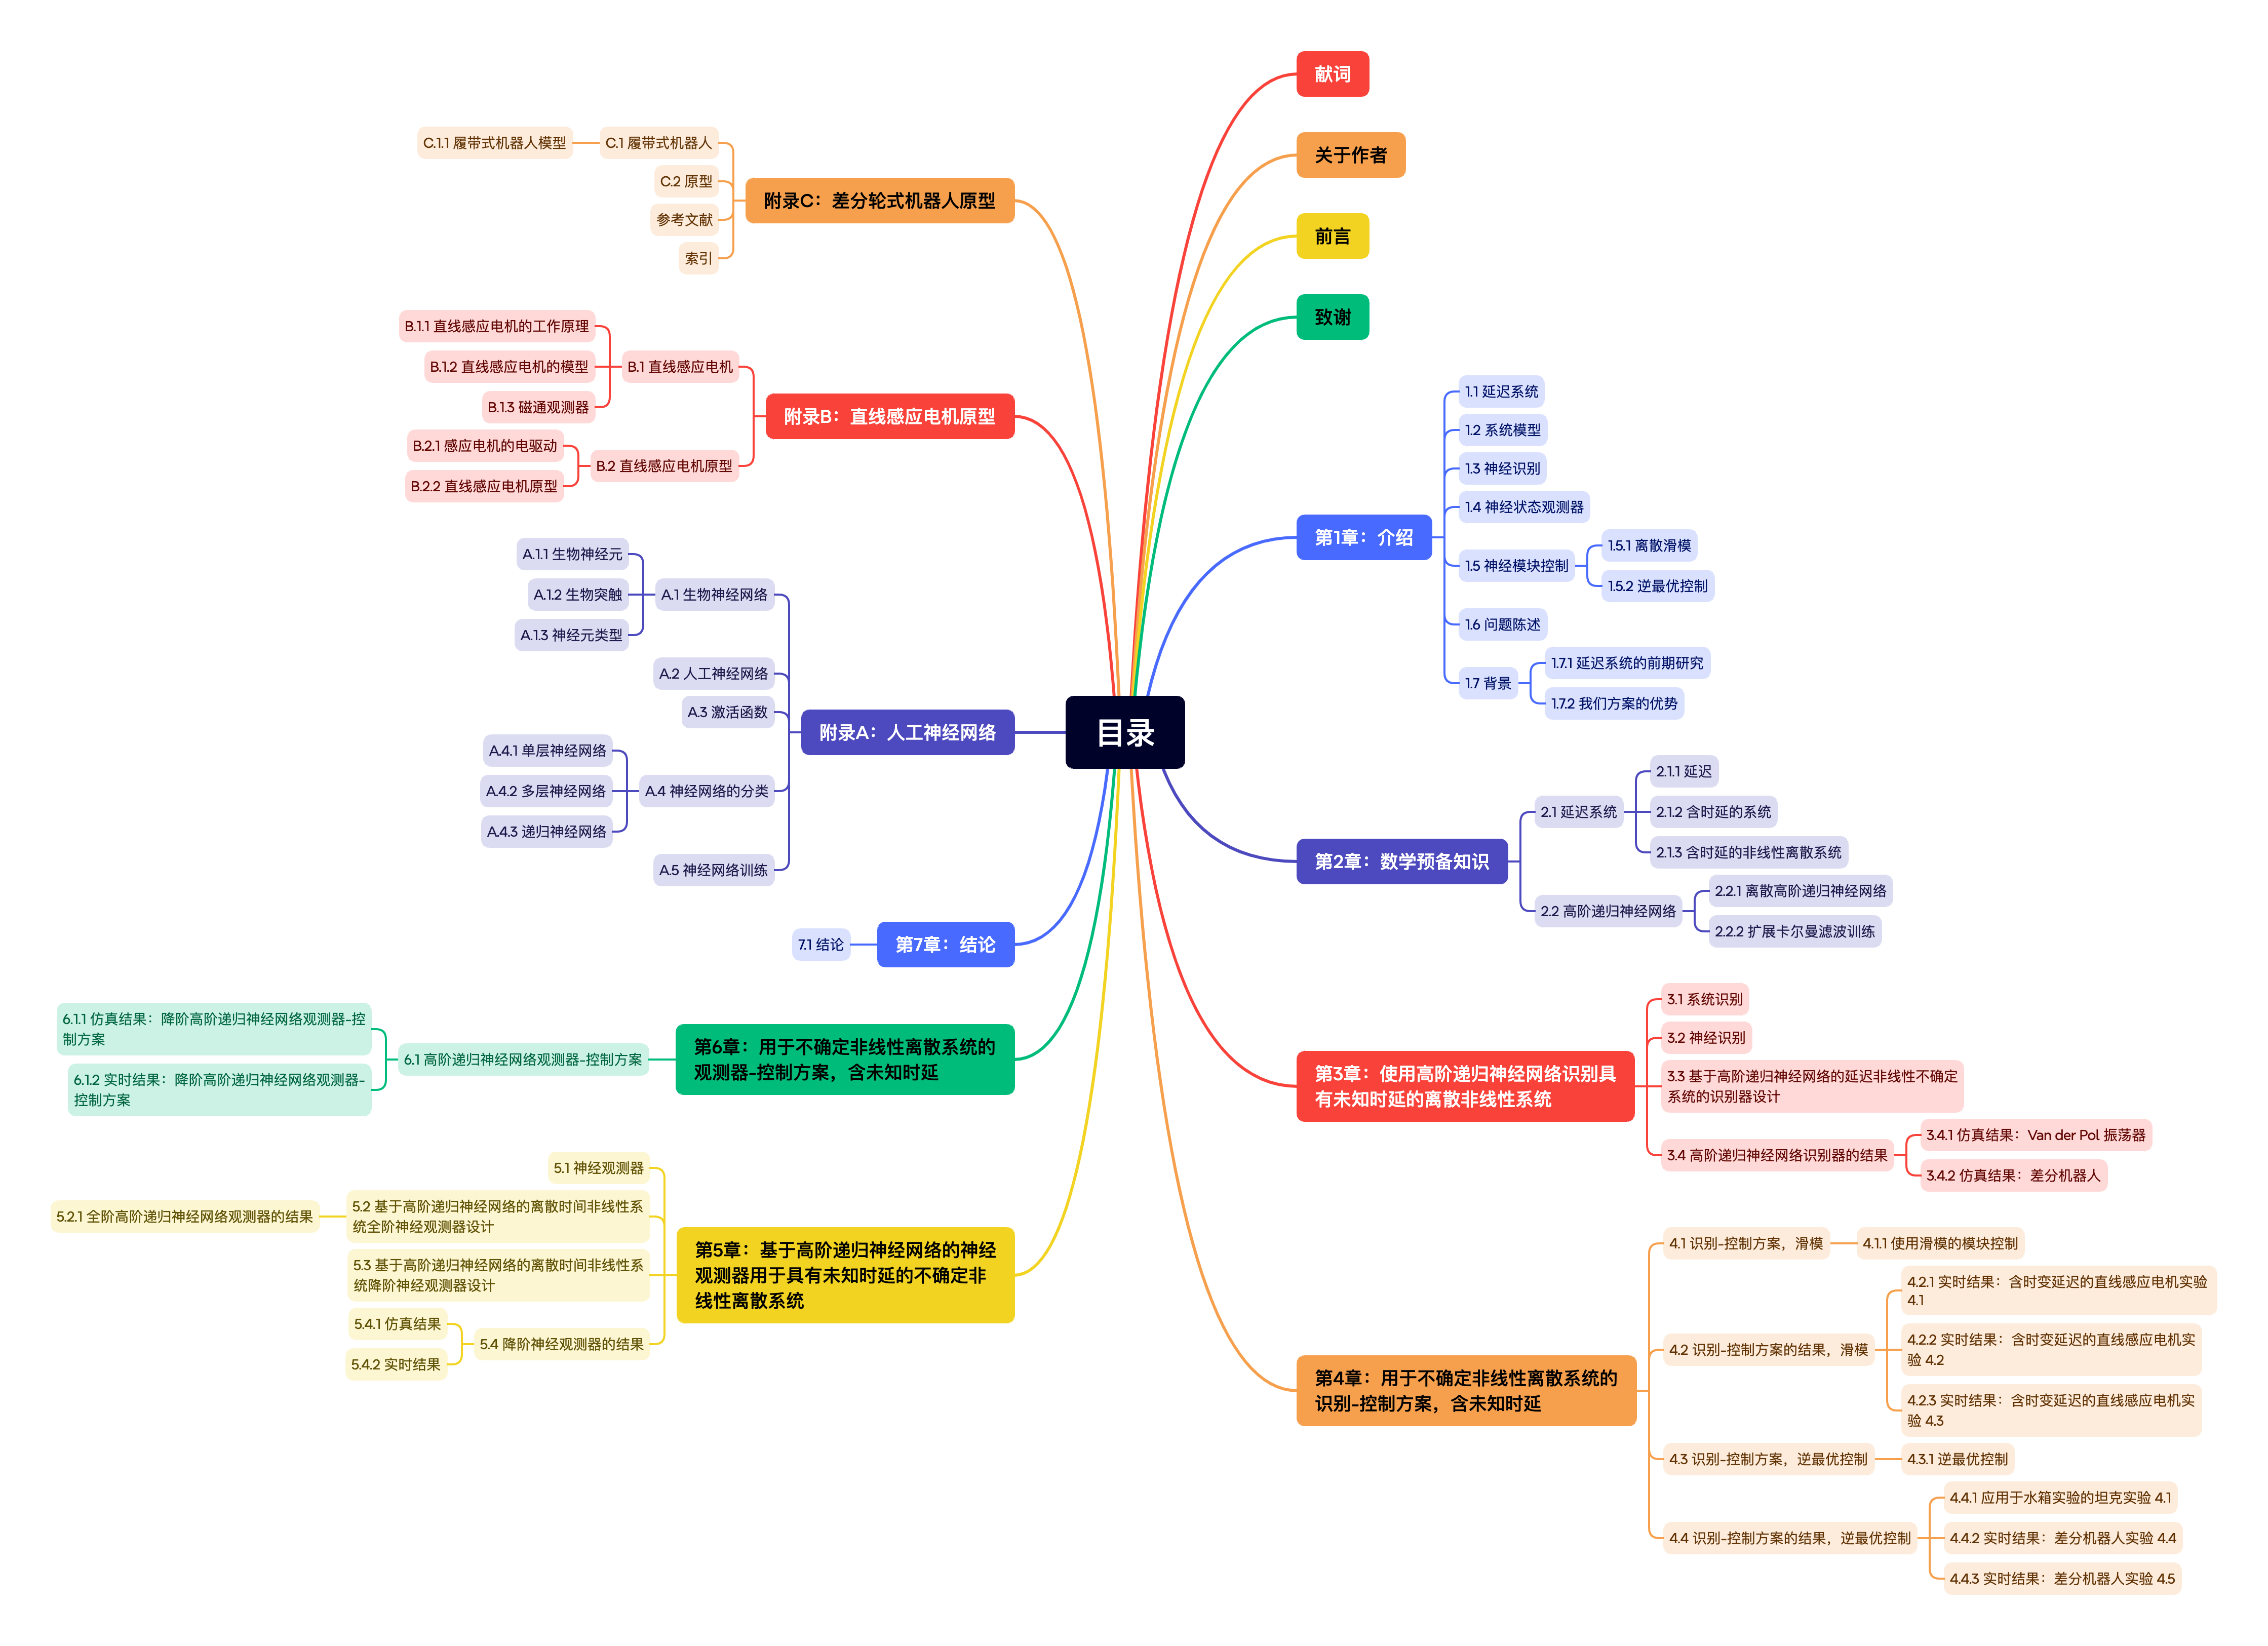 目录
献词
关于作者
前言
致谢
第1章：介绍
1.1 延迟系统
1.2 系统模型
1.3 神经识别
1.4 神经状态观测器
1.5 神经模块控制
1.5.1 离散滑模
1.5.2 逆最优控制
1.6 问题陈述
1.7 背景
1.7.1 延迟系统的前期研究
1.7.2 我们方案的优势
第2章：数学预备知识
2.1 延迟系统
2.1.1 延迟
2.1.2 含时延的系统
2.1.3 含时延的非线性离散系统
2.2 高阶递归神经网络
2.2.1 离散高阶递归神经网络
2.2.2 扩展卡尔曼滤波训练
第3章：使用高阶递归神经网络识别具
有未知时延的离散非线性系统
3.1 系统识别
3.2 神经识别
3.3 基于高阶递归神经网络的延迟非线性不确定
系统的识别器设计
3.4 高阶递归神经网络识别器的结果
3.4.1 仿真结果：Van der Pol 振荡器
3.4.2 仿真结果：差分机器人
第4章：用于不确定非线性离散系统的
识别-控制方案，含未知时延
4.1 识别-控制方案，滑模
4.1.1 使用滑模的模块控制
4.2 识别-控制方案的结果，滑模
4.2.1 实时结果：含时变延迟的直线感应电机实验
4.1
4.2.2 实时结果：含时变延迟的直线感应电机实
验 4.2
4.2.3 实时结果：含时变延迟的直线感应电机实
验 4.3
4.3 识别-控制方案，逆最优控制
4.3.1 逆最优控制
4.4 识别-控制方案的结果，逆最优控制
4.4.1 应用于水箱实验的坦克实验 4.1
4.4.2 实时结果：差分机器人实验 4.4
4.4.3 实时结果：差分机器人实验 4.5
第5章：基于高阶递归神经网络的神经
观测器用于具有未知时延的不确定非
线性离散系统
5.1 神经观测器
5.2 基于高阶递归神经网络的离散时间非线性系
统全阶神经观测器设计
5.2.1 全阶高阶递归神经网络观测器的结果
5.3 基于高阶递归神经网络的离散时间非线性系
统降阶神经观测器设计
5.4 降阶神经观测器的结果
5.4.1 仿真结果
5.4.2 实时结果
第6章：用于不确定非线性离散系统的
观测器-控制方案，含未知时延
6.1 高阶递归神经网络观测器-控制方案
6.1.1 仿真结果：降阶高阶递归神经网络观测器-控
制方案
6.1.2 实时结果：降阶高阶递归神经网络观测器-
控制方案
第7章：结论
7.1 结论
附录A：人工神经网络
A.1 生物神经网络
A.1.1 生物神经元
A.1.2 生物突触
A.1.3 神经元类型
A.2 人工神经网络
A.3 激活函数
A.4 神经网络的分类
A.4.1 单层神经网络
A.4.2 多层神经网络
A.4.3 递归神经网络
A.5 神经网络训练
附录B：直线感应电机原型
B.1 直线感应电机
B.1.1 直线感应电机的工作原理
B.1.2 直线感应电机的模型
B.1.3 磁通观测器
B.2 直线感应电机原型
B.2.1 感应电机的电驱动
B.2.2 直线感应电机原型
附录C：差分轮式机器人原型
C.1 履带式机器人
C.1.1 履带式机器人模型
C.2 原型
参考文献
索引